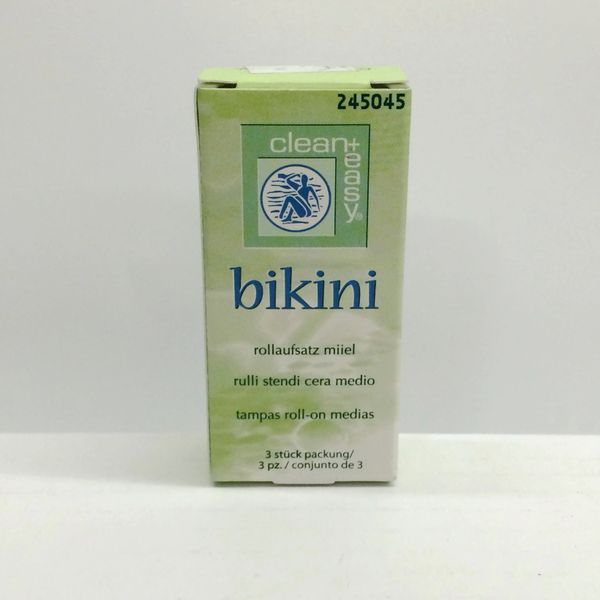 245045
clean+
easy®
bikini
rollaufsatz miiel
rulli stendi cera medio
tampas roll-on medias
3 stück packung/
3 pz. / conjunto de 3